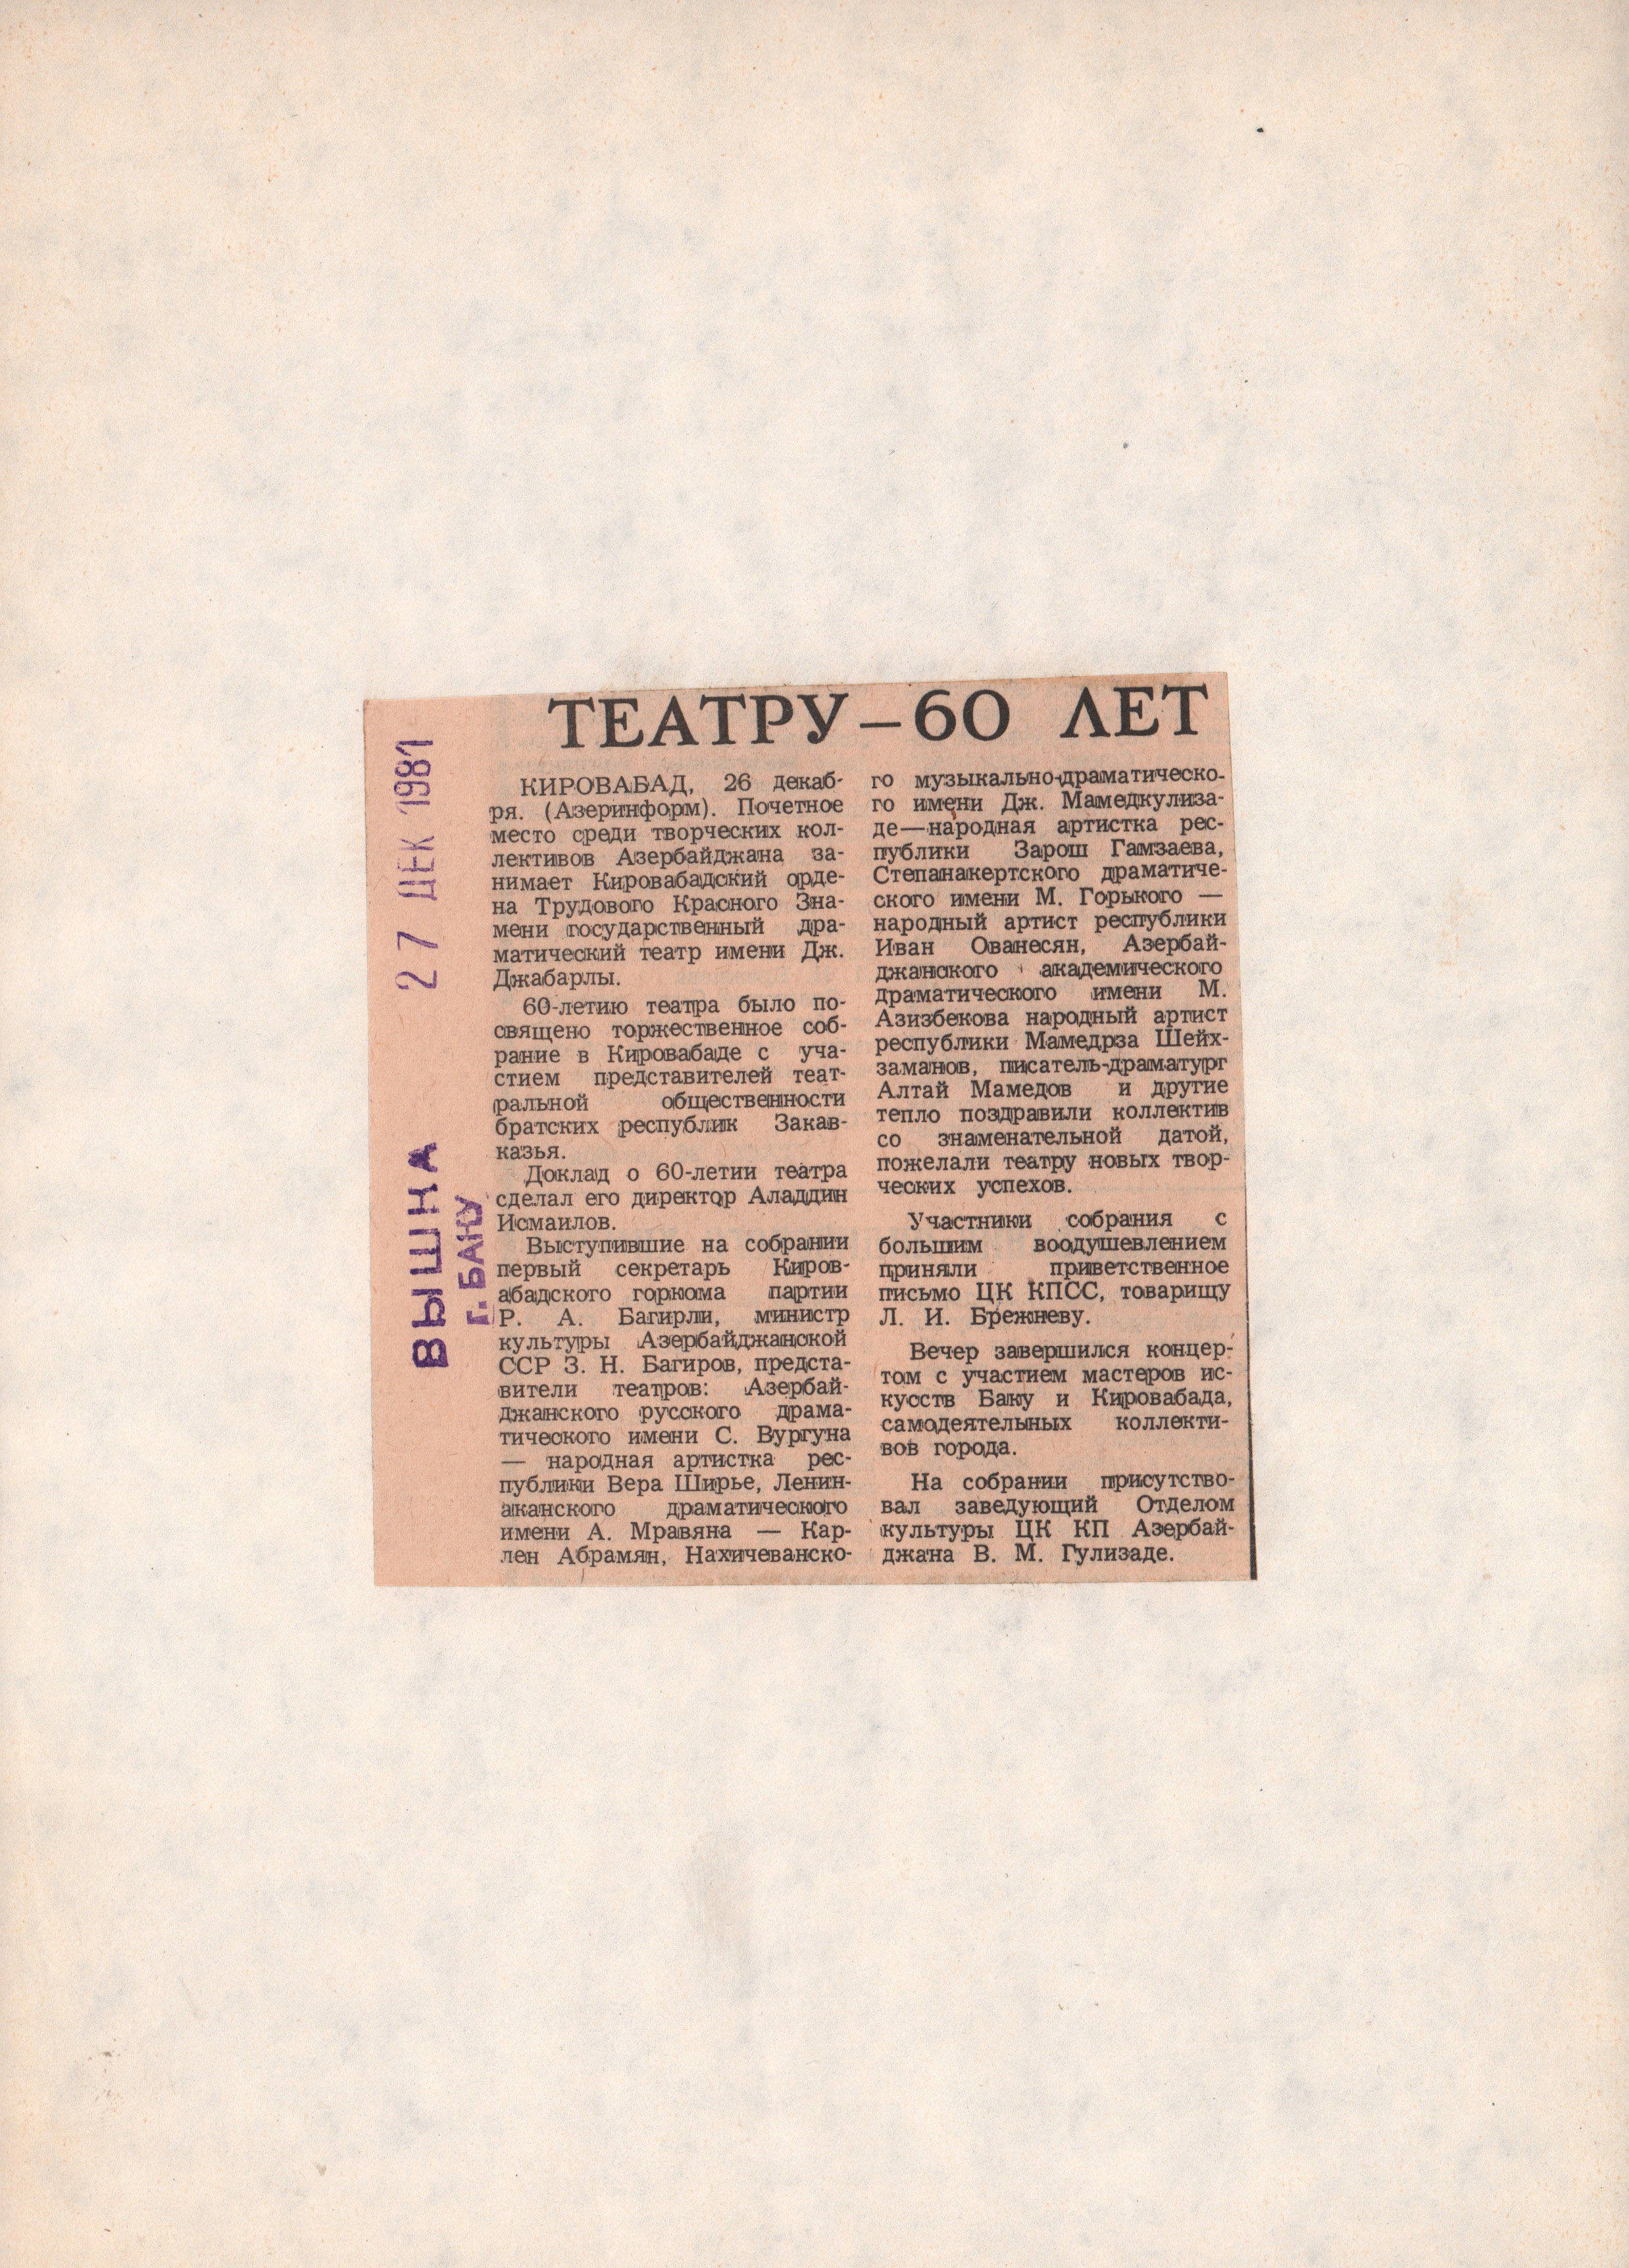 ТЕАТРУ — 60 ЛЕТ
27 ДЕК 1981
ВЫШКА
г. БАКУ
КИРОВАБАД, 26 декаб-
ря. (Азеринформ). Почетное
место среди творческих кол-
лективов Азербайджана за-
нимает Кировабадский орде-
на Трудового Красного Зна-
мени государственный дра-
матический театр имени Дж.
Джабарлы.
60-летию театра было по-
священо торжественное соб-
рание в Кировабаде с уча-
стием представителей теат-
ральной общественности
братских республик Закав-
казья.
Доклад о 60-летии театра
сделал его директор Аладдин
Исмаилов.
Выступившие на собрании
первый секретарь Киров-
абадского горкома партии
Р. А. Багирли, министр
культуры Азербайджанской
ССР З. Н. Багиров, предста-
вители театров: Азербай-
джанского русского драма-
тического имени С. Вургуна
— народная артистка рес-
публики Вера Ширье, Ленин-
аканского драматического
имени А. Мравяна — Кар-
лен Абрамян, Нахичеванско-
го музыкально-драматическо-
го имени Дж. Мамедкулиза-
де—народная артистка рес-
публики Зарош Гамзаева,
Степанакертского драматиче-
ского имени М. Горького —
народный артист республики
Иван Ованесян, Азербай-
джанского академического
драматического имени М.
Азизбекова народный артист
республики Мамедрза Шейх-
заманов, писатель-драматург
Алтай Мамедов и другие
тепло поздравили коллектив
со знаменательной датой,
пожелали театру новых твор-
ческих успехов.
Участники собрания с
большим воодушевлением
приняли приветственное
письмо ЦК КПСС, товарищу
Л. И. Брежневу.
Вечер завершился концер-
том с участием мастеров ис-
кусств Баку и Кировабада,
самодеятельных коллекти-
вов города.
На собрании присутство-
вал заведующий Отделом
культуры ЦК КП Азербай-
джана В. М. Гулизаде.